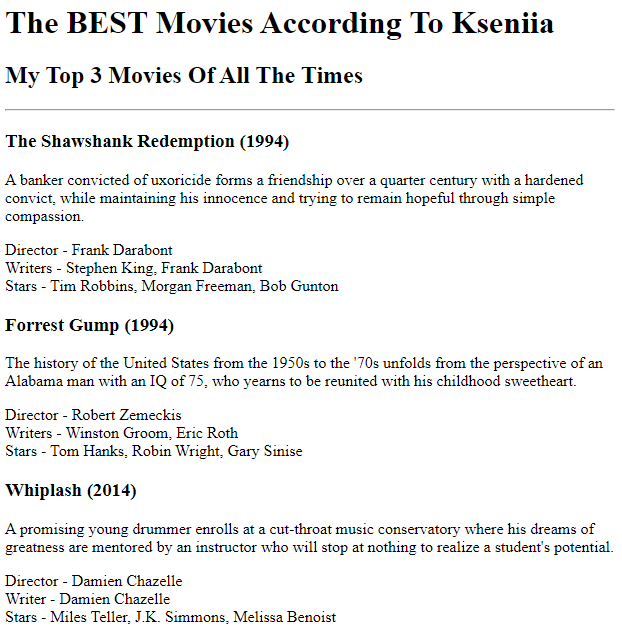 The BEST Movies According To Kseniia
My Top 3 Movies Of All The Times
The Shawshank Redemption (1994)
A banker convicted of uxoricide forms a friendship over a quarter century with a hardened
convict, while maintaining his innocence and trying to remain hopeful through simple
compassion.
Director - Frank Darabont
Writers - Stephen King, Frank Darabont
Stars - Tim Robbins, Morgan Freeman, Bob Gunton
Forrest Gump (1994)
The history of the United States from the 1950s to the '70s unfolds from the perspective of an
Alabama man with an IQ of 75, who yearns to be reunited with his childhood sweetheart.
Director - Robert Zemeckis
Writers - Winston Groom, Eric Roth
Stars - Tom Hanks, Robin Wright, Gary Sinise
Whiplash (2014)
A promising young drummer enrolls at a cut-throat music conservatory where his dreams of
greatness are mentored by an instructor who will stop at nothing to realize a student's potential.
Director - Damien Chazelle
Writer - Damien Chazelle
Stars - Miles Teller, J.K. Simmons, Melissa Benoist